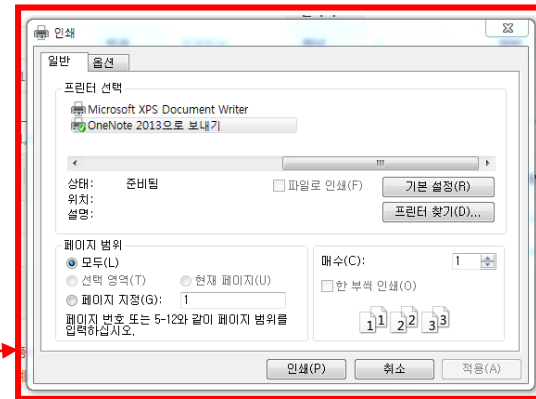 인쇄
일반 옵션
프린터 선택
Microsoft XPS Document Writer
OneNote 2013으로 보내기
상태: 준비됨 파일로 인쇄(F) 기본 설정(R)
위치:
설명: 프린터 찾기(D)...
페이지 범위
모두(L) 매수(C): 1
선택 영역(T) 현재 페이지(U) 한 부씩 인쇄(O)
페이지 지정(G): 1
페이지 번호 또는 5-12와 같이 페이지 범위를
입력하십시오.
11 22 33
인쇄(P) 취소 적용(A)